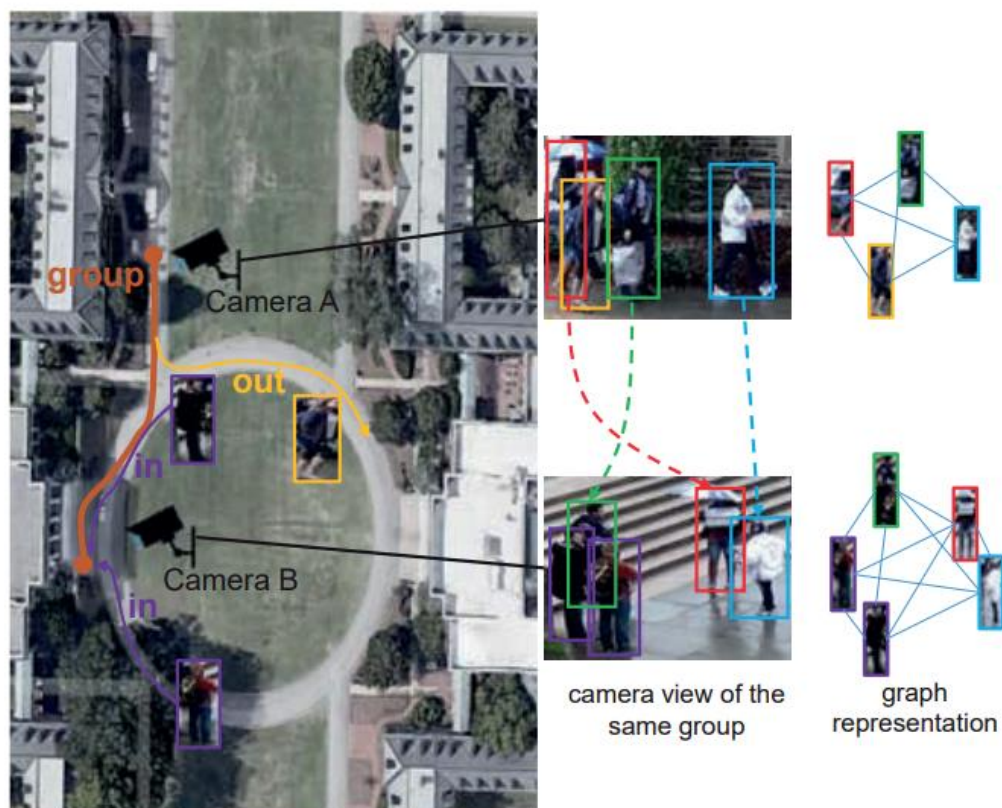 group
Camera A
out
in
Camera B
in
camera view of the
same group
graph
representation